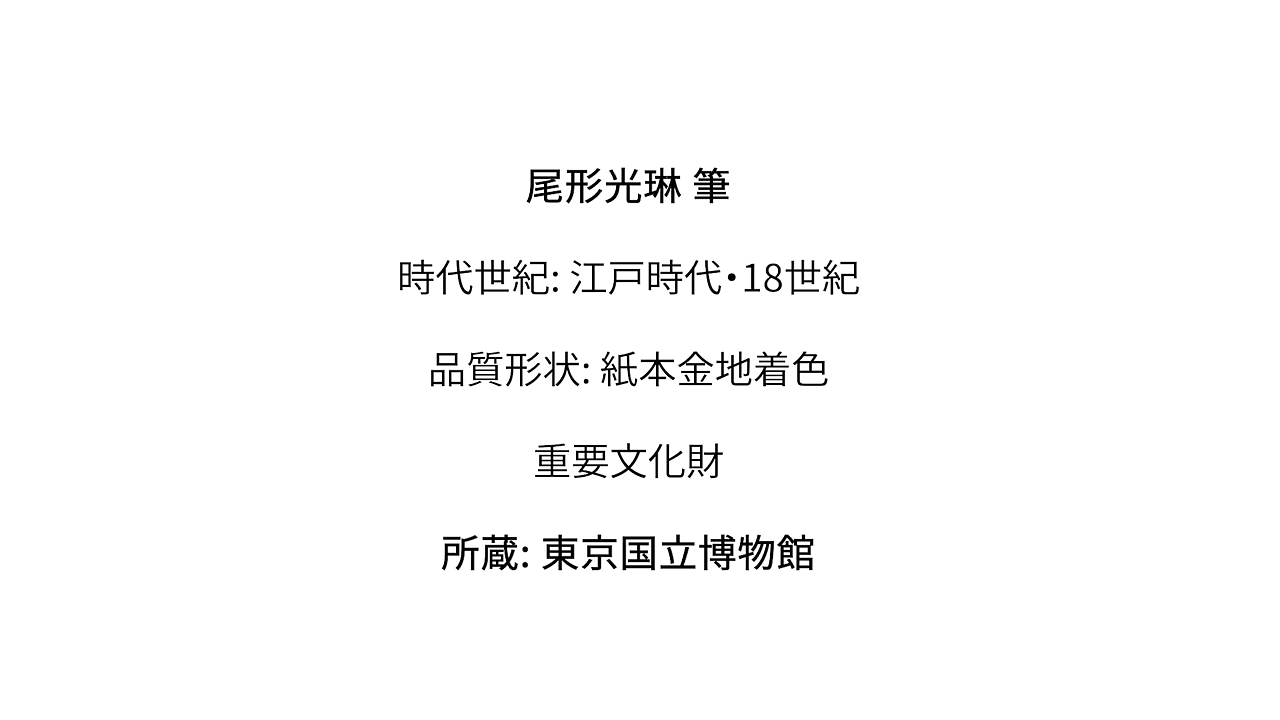 尾形光琳 筆
時代世紀: 江戸時代・18世紀
品質形状: 紙本金地着色
重要文化財
所蔵: 東京国立博物館